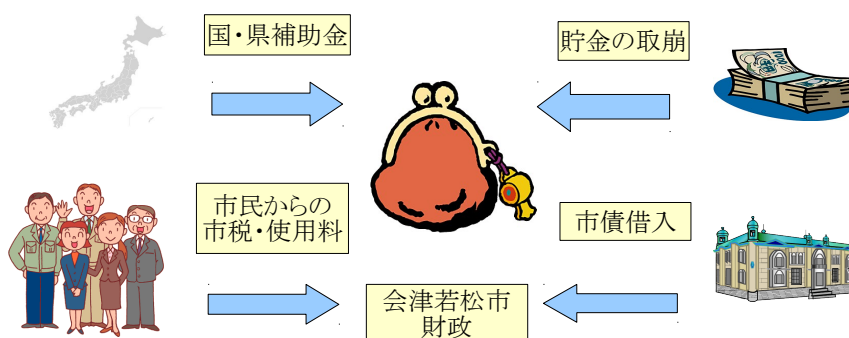 国・県補助金
貯金の取崩
市民からの
市税・使用料
市債借入
会津若松市
財政